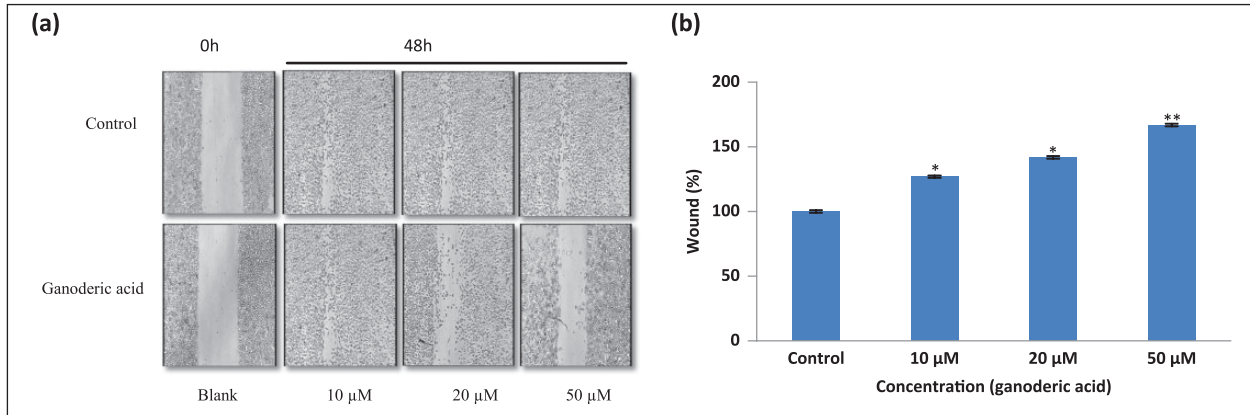 (a)
0h
48h
Control
Ganoderic acid
Blank
10 µM
20 µM
50 µM
(b)
200
150
100
50
0
Wound (%)
*
*
**
Control
10 µM
20 µM
50 µM
Concentration (ganoderic acid)